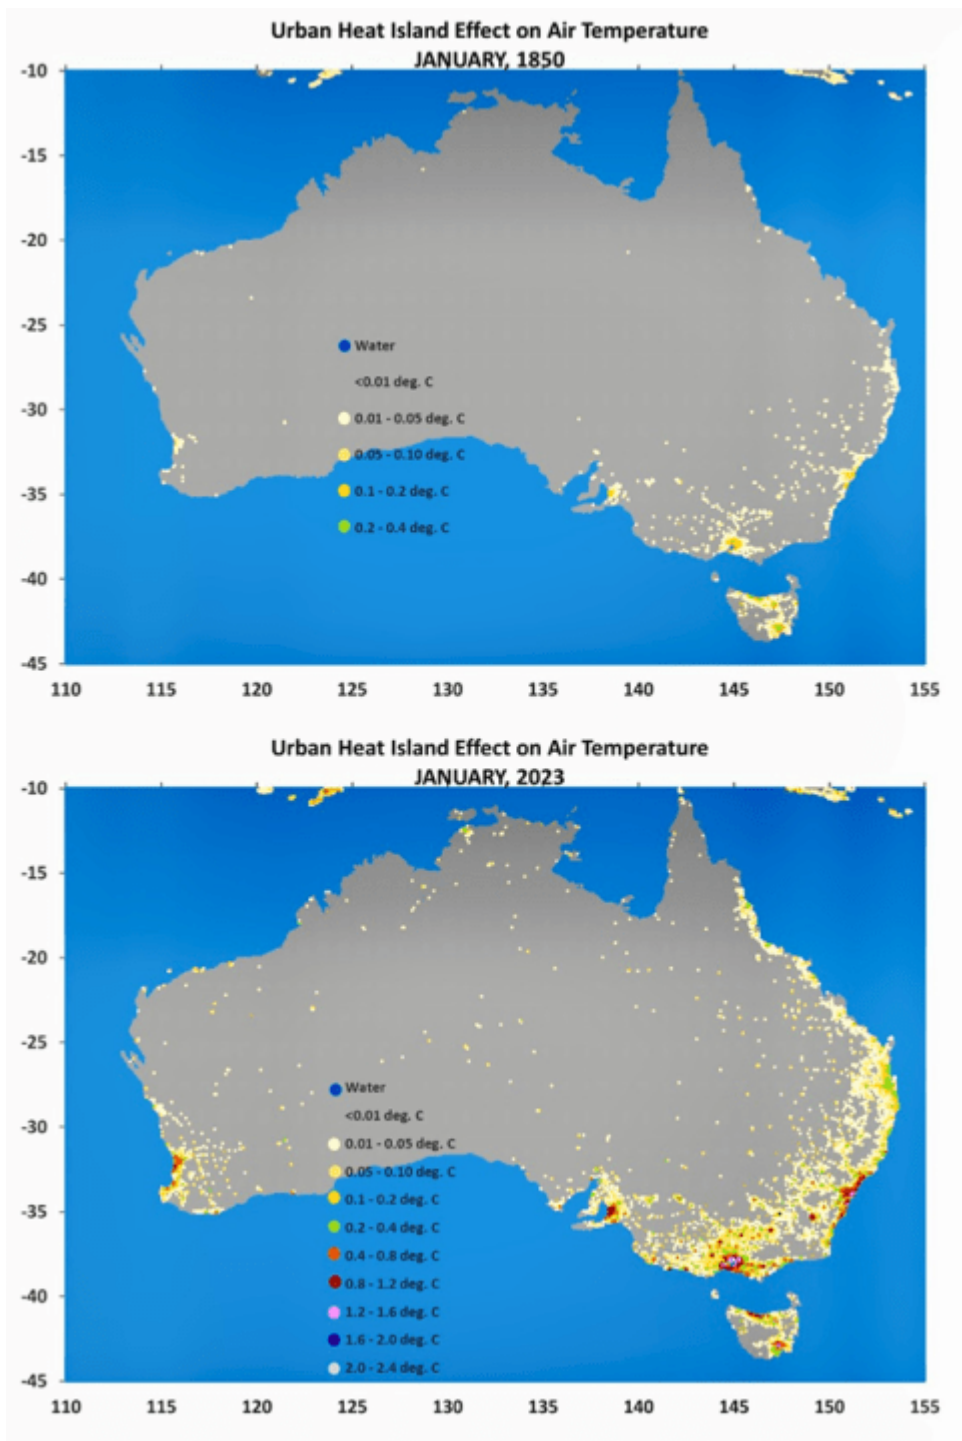 Urban Heat Island Effect on Air Temperature
JANUARY, 1850
-10
-15
-20
-25
-30
-35
-40
-45
Water
<0.01 deg. C
0.01 - 0.05 deg. C
0.05 - 0.10 deg. C
0.1 - 0.2 deg. C
0.2 - 0.4 deg. C
110 115 120 125 130 135 140 145 150 155
Urban Heat Island Effect on Air Temperature
JANUARY, 2023
-10
-15
-20
-25
-30
-35
-40
-45
Water
<0.01 deg. C
0.01 - 0.05 deg. C
0.05 - 0.10 deg. C
0.1 - 0.2 deg. C
0.2 - 0.4 deg. C
0.4 - 0.8 deg. C
0.8 - 1.2 deg. C
1.2 - 1.6 deg. C
1.6 - 2.0 deg. C
2.0 - 2.4 deg. C
110 115 120 125 130 135 140 145 150 155